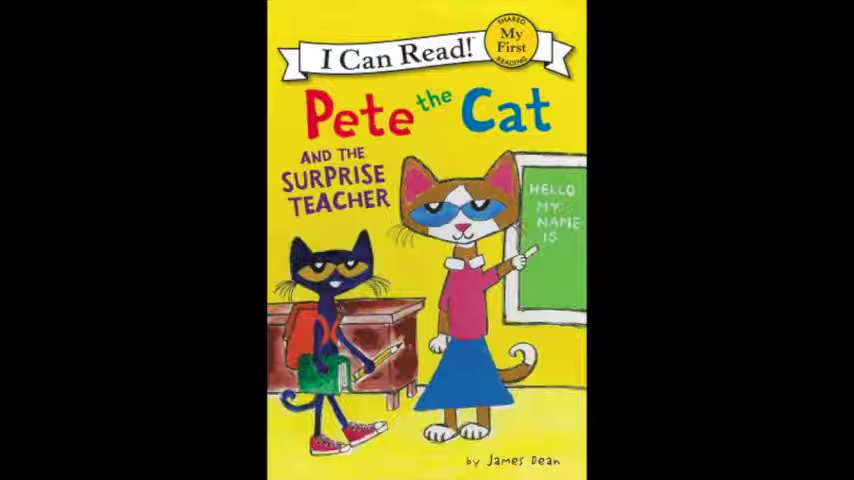 I Can Read!™
SHARED
My
First
READING
Pete the Cat
AND THE
SURPRISE
TEACHER
HELLO
MY
NAME
IS
by James Dean